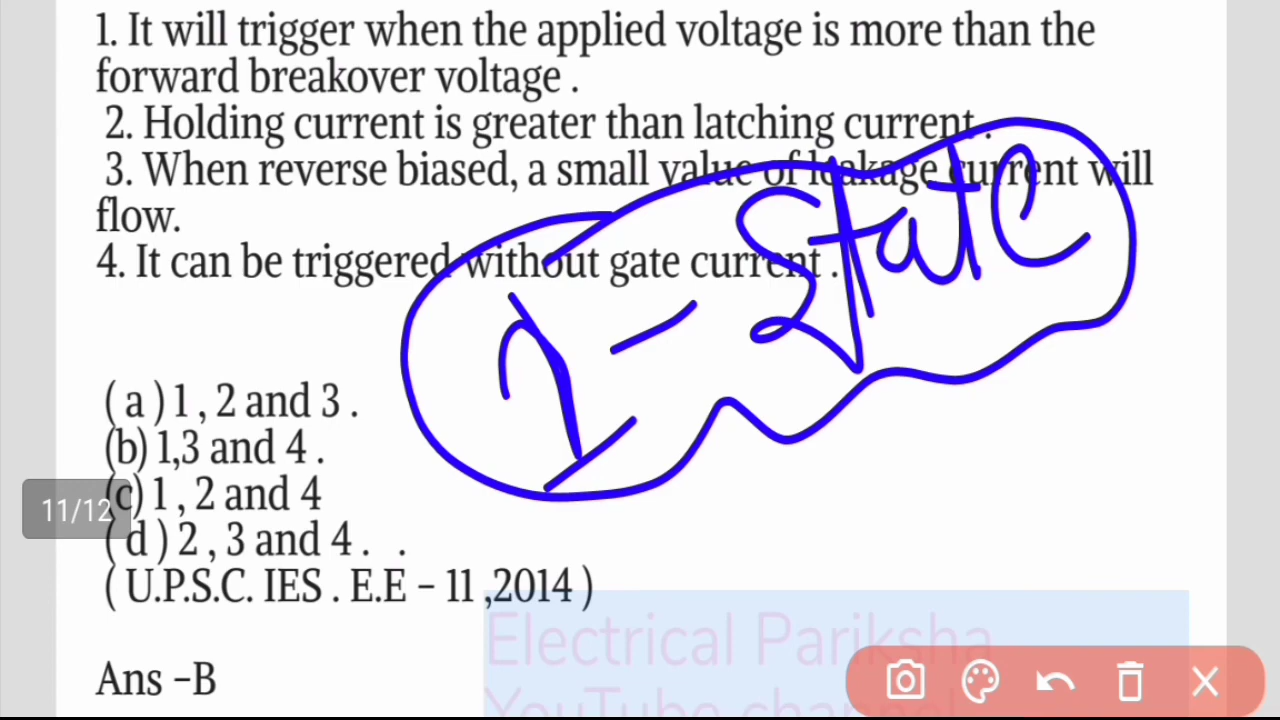 1. It will trigger when the applied voltage is more than the
forward breakover voltage .
2. Holding current is greater than latching current .
3. When reverse biased, a small value of leakage current will
flow.
4. It can be triggered without gate current .
I - State
( a ) 1 , 2 and 3 .
(b) 1,3 and 4 .
(c) 1 , 2 and 4
11/12
( d ) 2 , 3 and 4 . .
( U.P.S.C. IES . E.E – 11 ,2014 )
Electrical Pariksha
Ans –B
YouTube channel